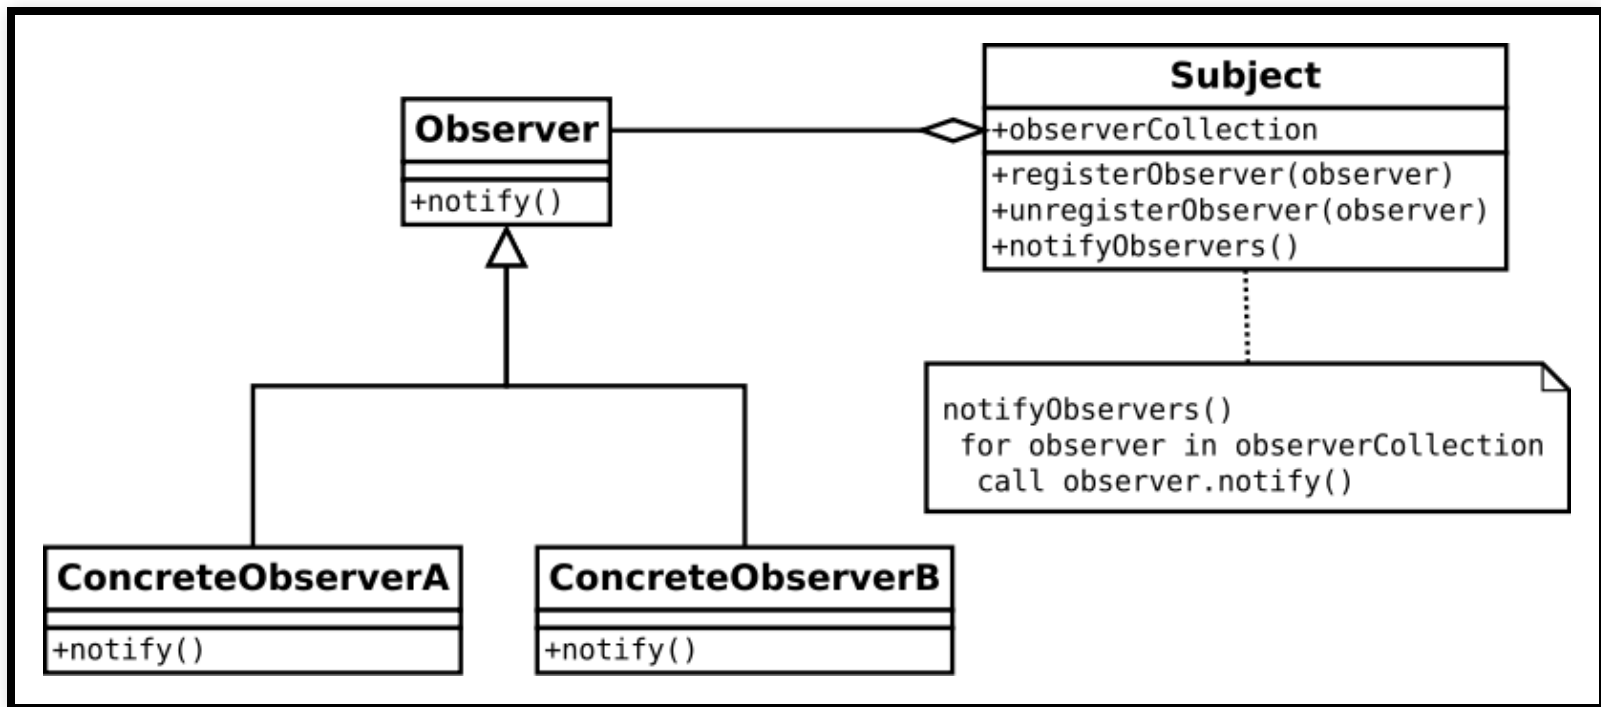 Subject
Observer
+observerCollection
+registerObserver(observer)
+notify()
+unregisterObserver(observer)
+notifyObservers()
notifyObservers()
for observer in observerCollection
call observer.notify()
ConcreteObserverA
ConcreteObserverB
+notify()
+notify()